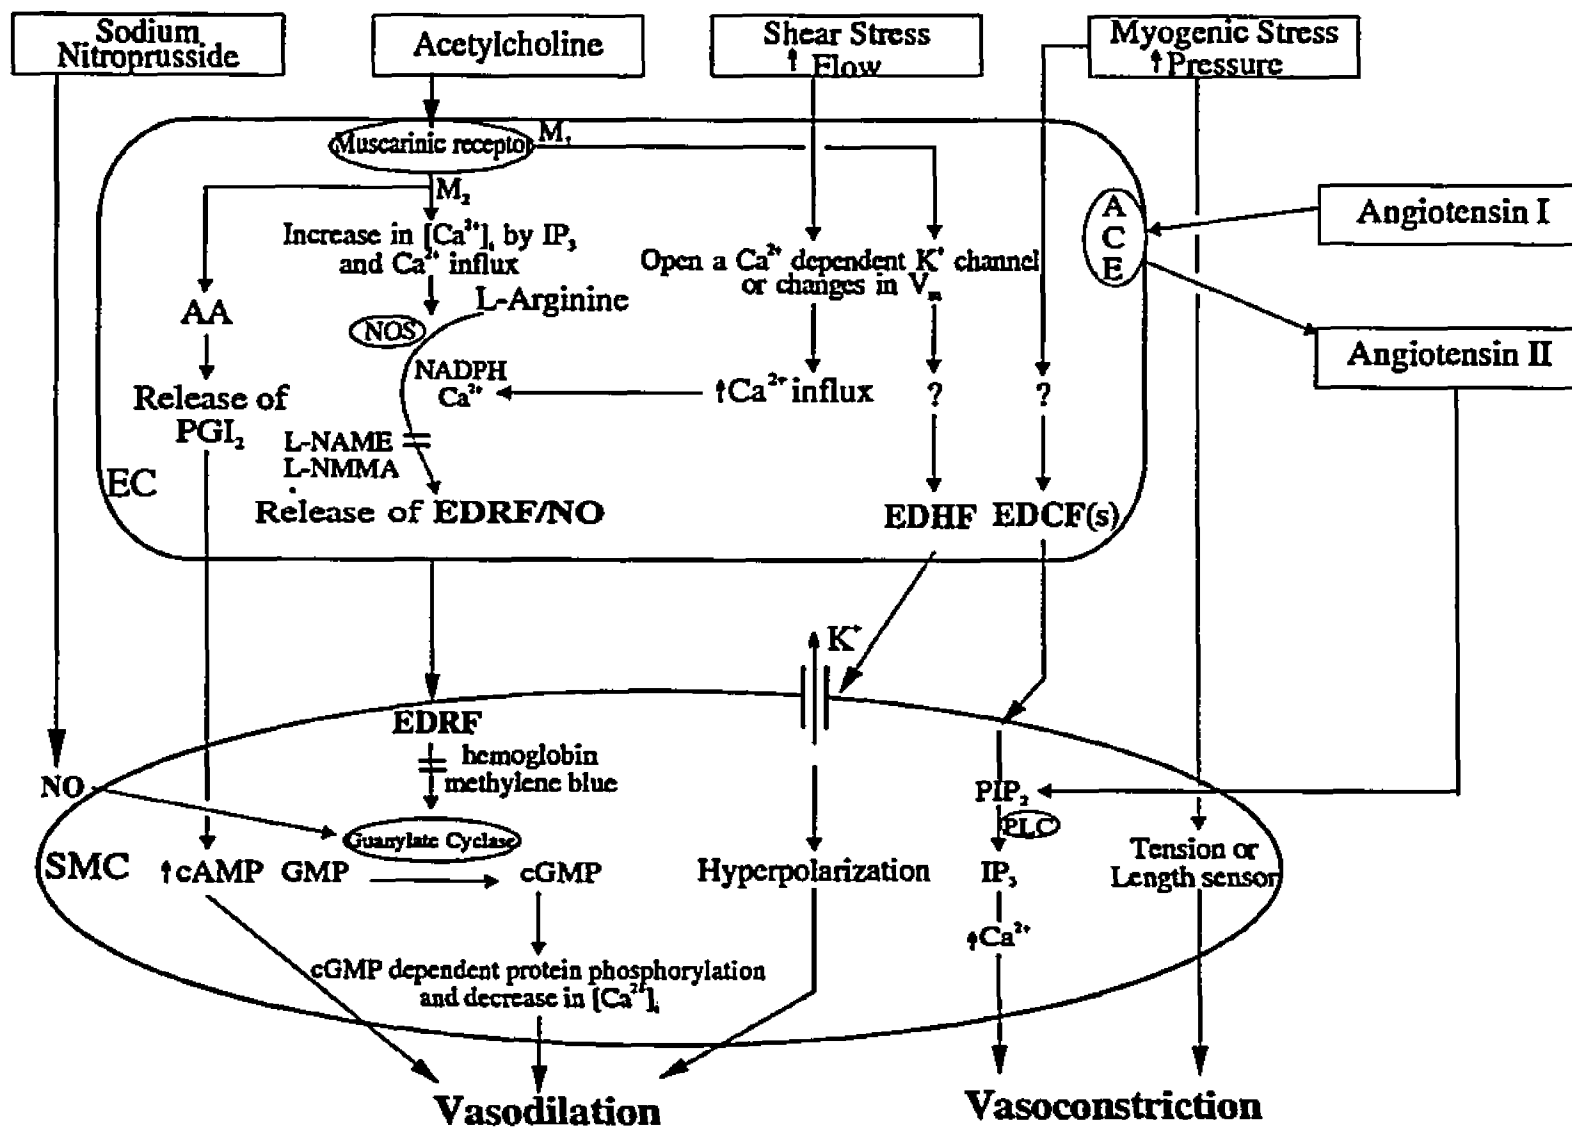 Sodium
Nitroprusside
Acetylcholine
Shear Stress
↑ Flow
Myogenic Stress
↑ Pressure
Muscarinic receptor
M₁
M₂
Increase in [Ca²⁺]ᵢ by IP₃
and Ca²⁺ influx
Open a Ca²⁺ dependent K⁺ channel
or changes in Vₘ
A
C
E
Angiotensin I
Angiotensin II
AA
L-Arginine
NOS
NADPH
Ca²⁺
↑Ca²⁺ influx
?
?
Release of
PGI₂
L-NAME
L-NMMA
EC
Release of EDRF/NO
EDHF
EDCF(s)
K⁺
EDRF
hemoglobin
methylene blue
NO
PIP₂
PLC
Guanylate Cyclase
Tension or
Length sensor
SMC
↑cAMP
GMP
cGMP
Hyperpolarization
IP₃
↑Ca²⁺
cGMP dependent protein phosphorylation
and decrease in [Ca²⁺]ᵢ
Vasodilation
Vasoconstriction